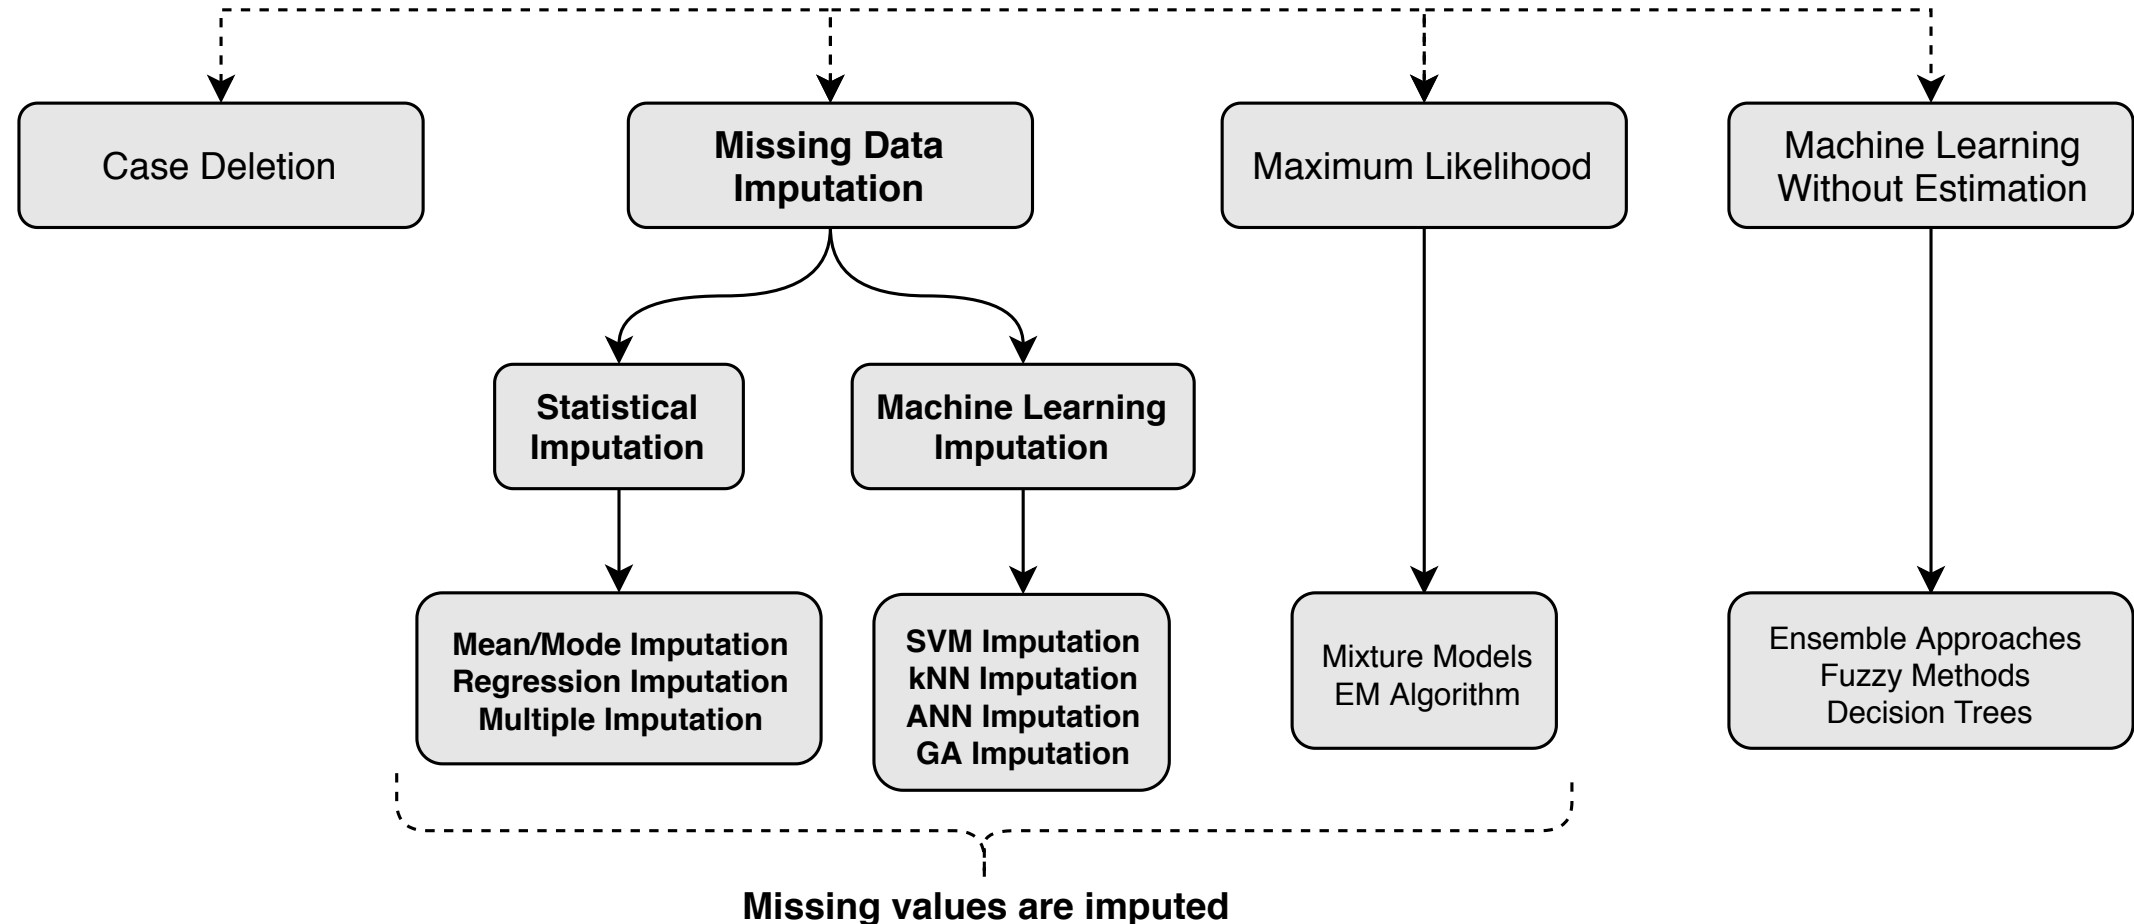 Case Deletion
Missing Data
Imputation
Maximum Likelihood
Machine Learning
Without Estimation
Statistical
Imputation
Machine Learning
Imputation
Mean/Mode Imputation
Regression Imputation
Multiple Imputation
SVM Imputation
kNN Imputation
ANN Imputation
GA Imputation
Mixture Models
EM Algorithm
Ensemble Approaches
Fuzzy Methods
Decision Trees
Missing values are imputed